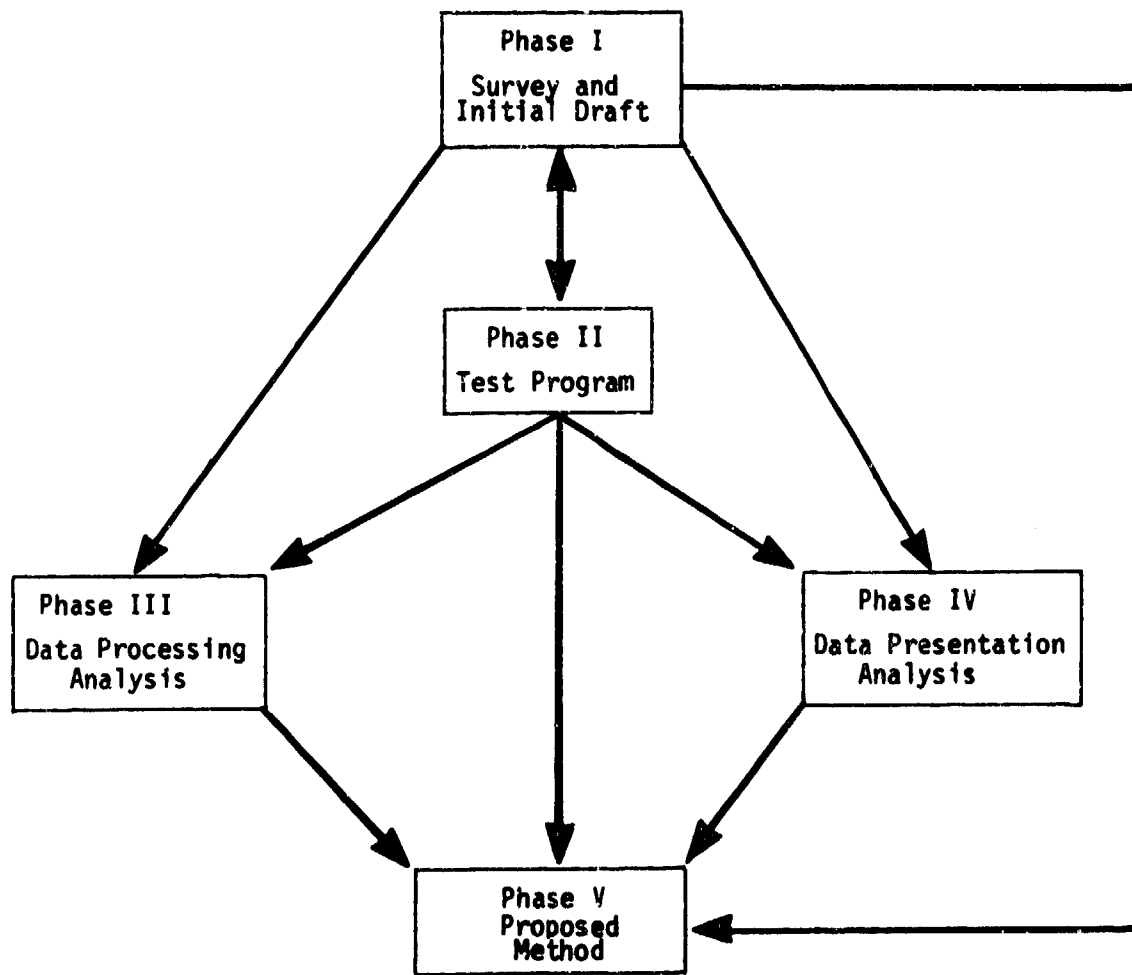 Phase I
Survey and
Initial Draft
Phase II
Test Program
Phase III
Data Processing
Analysis
Phase IV
Data Presentation
Analysis
Phase V
Proposed
Method